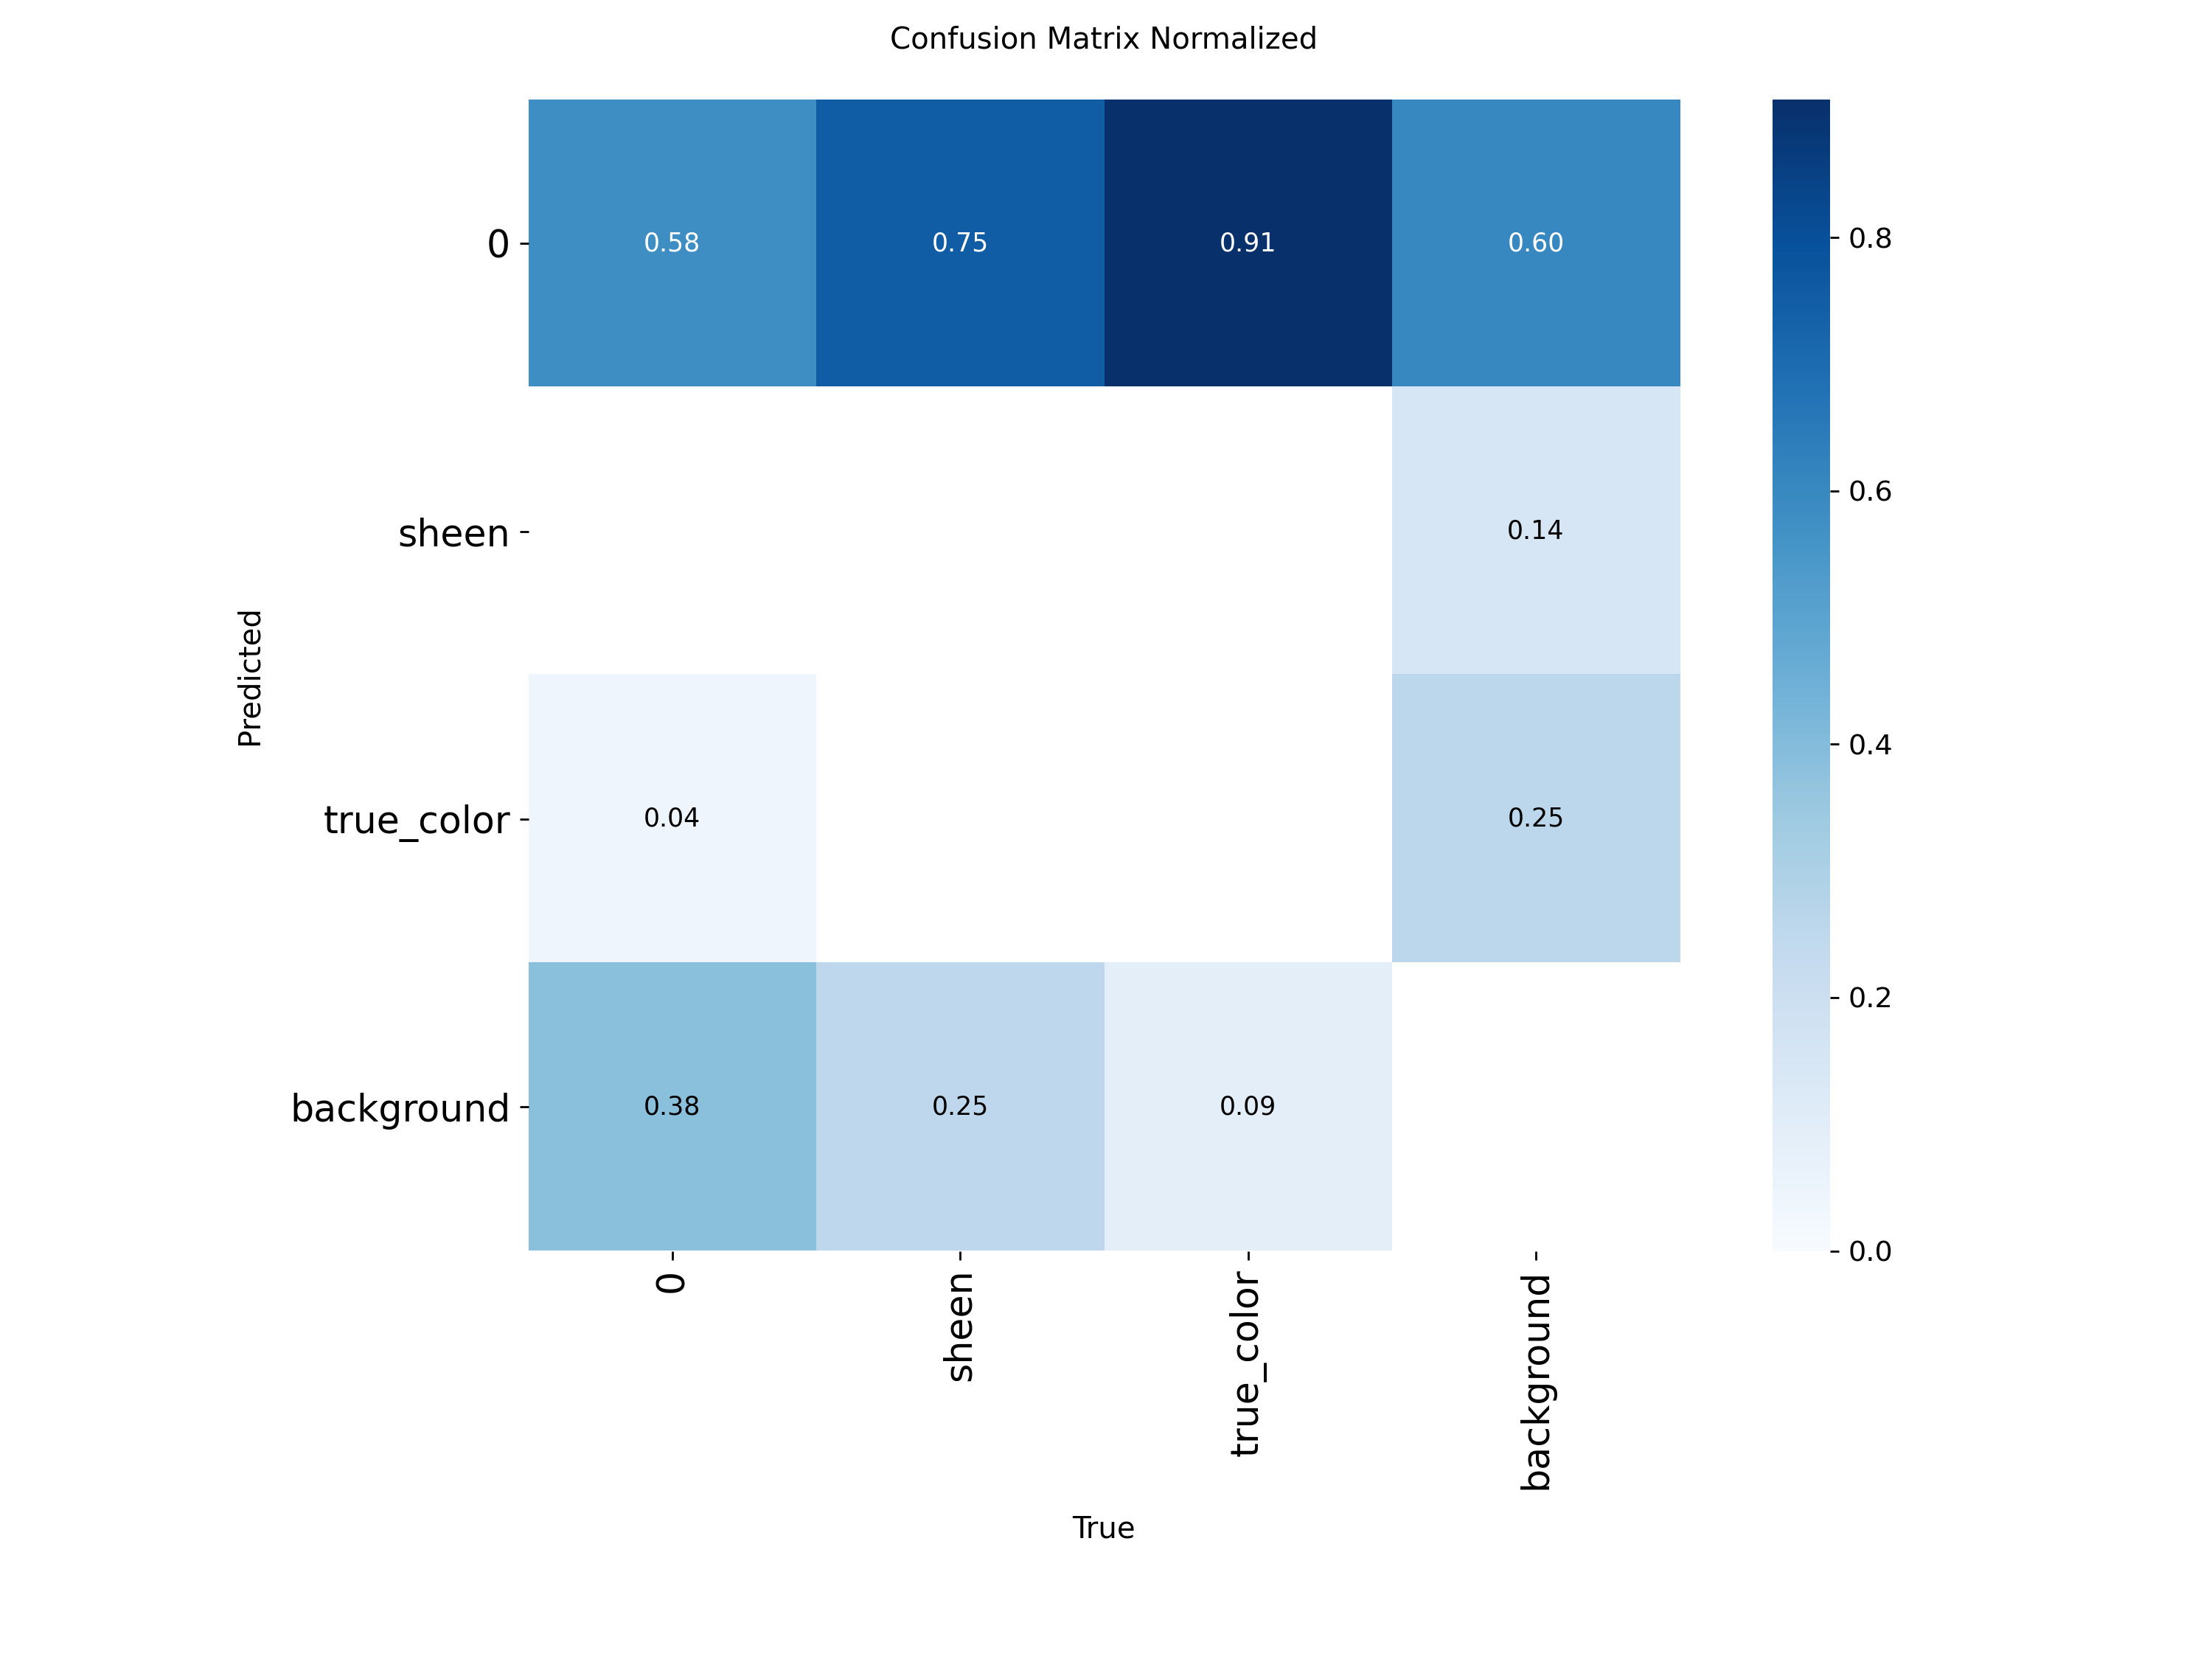 Confusion Matrix Normalized
0
0.58 0.75 0.91 0.60
0.8
sheen
0.14
0.6
Predicted
true_color
0.04 0.25
0.4
background
0.38 0.25 0.09
0.2
0.0
0
sheen
true_color
background
True